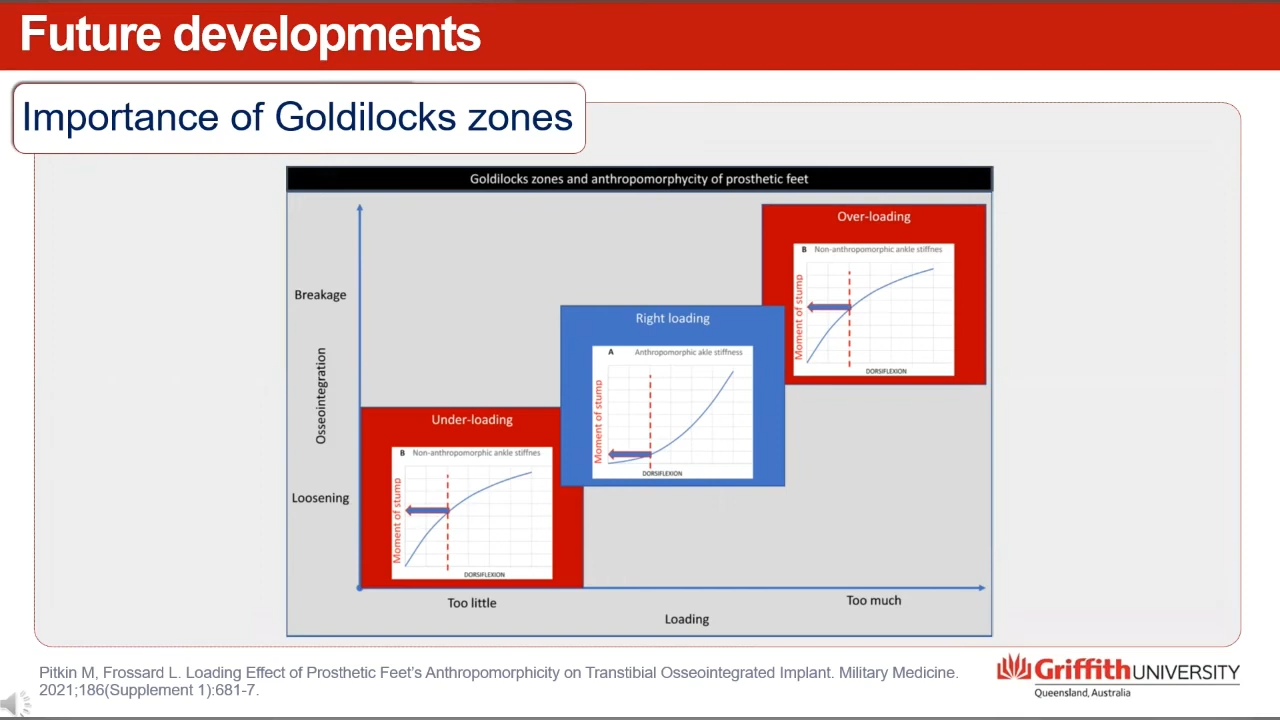 Future developments
Importance of Goldilocks zones
Goldilocks zones and anthropomorphycity of prosthetic feet
Over-loading
B Non-anthropomorphic ankle stiffnes
Moment of stump
DORSIFLEXION
Breakage
Right loading
A Anthropomorphic akle stiffness
Moment of stump
DORSIFLEXION
Osseointegration
Under-loading
B Non-anthropomorphic ankle stiffnes
Moment of stump
DORSIFLEXION
Loosening
Too little
Too much
Loading
Pitkin M, Frossard L. Loading Effect of Prosthetic Feet’s Anthropomorphicity on Transtibial Osseointegrated Implant. Military Medicine.
2021;186(Supplement 1):681-7.
Griffith UNIVERSITY
Queensland, Australia